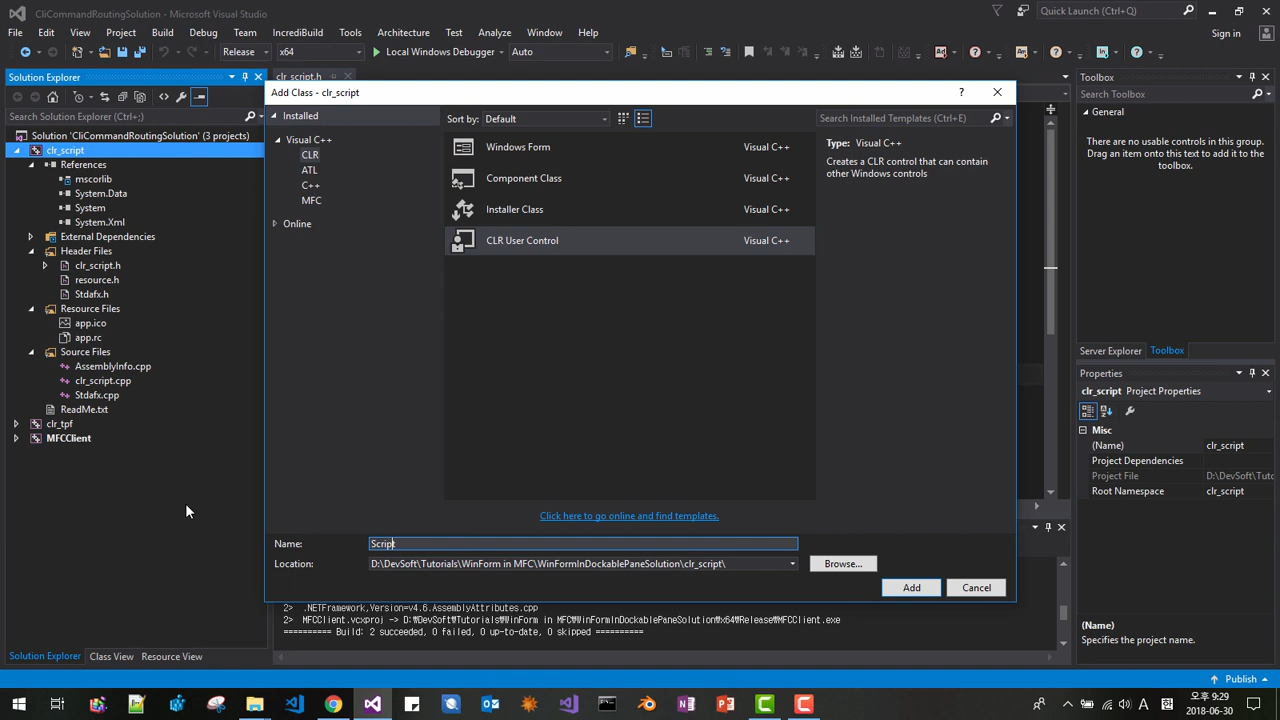 CliCommandRoutingSolution - Microsoft Visual Studio
Quick Launch (Ctrl+Q)
File Edit View Project Build Debug Team IncrediBuild Tools Architecture Test Analyze Window Help
Sign in
Release x64 Local Windows Debugger Auto
Solution Explorer
Search Solution Explorer (Ctrl+;)
Solution 'CliCommandRoutingSolution' (3 projects)
clr_script
References
mscorlib
System.Data
System
System.Xml
External Dependencies
Header Files
clr_script.h
resource.h
Stdafx.h
Resource Files
app.ico
app.rc
Source Files
AssemblyInfo.cpp
clr_script.cpp
Stdafx.cpp
ReadMe.txt
clr_tpf
MFCClient
Solution Explorer Class View Resource View
clr_script.h
Add Class - clr_script
Installed
Visual C++
CLR
ATL
C++
MFC
Online
Sort by: Default
Search Installed Templates (Ctrl+E)
Windows Form Visual C++
Component Class Visual C++
Installer Class Visual C++
CLR User Control Visual C++
Type: Visual C++
Creates a CLR control that can contain
other Windows controls
Click here to go online and find templates.
Name: Script
Location: D:\DevSoft\Tutorials\WinForm in MFC\WinFormInDockablePaneSolution\clr_script\
Browse...
Add Cancel
2> .NETFramework,Version=v4.6.AssemblyAttributes.cpp
2> MFCClient.vcxproj -> D:₩DevSoft₩Tutorials₩WinForm in MFC₩WinFormInDockablePaneSolution₩x64₩Release₩MFCClient.exe
========== Build: 2 succeeded, 0 failed, 0 up-to-date, 0 skipped ==========
Toolbox
Search Toolbox
General
There are no usable controls in this group.
Drag an item onto this text to add it to the
toolbox.
Server Explorer Toolbox
Properties
clr_script Project Properties
Misc
(Name) clr_script
Project Dependencies
Project File D:\DevSoft\Tuto
Root Namespace clr_script
(Name)
Specifies the project name.
Publish
A
오후 9:29
2018-06-30